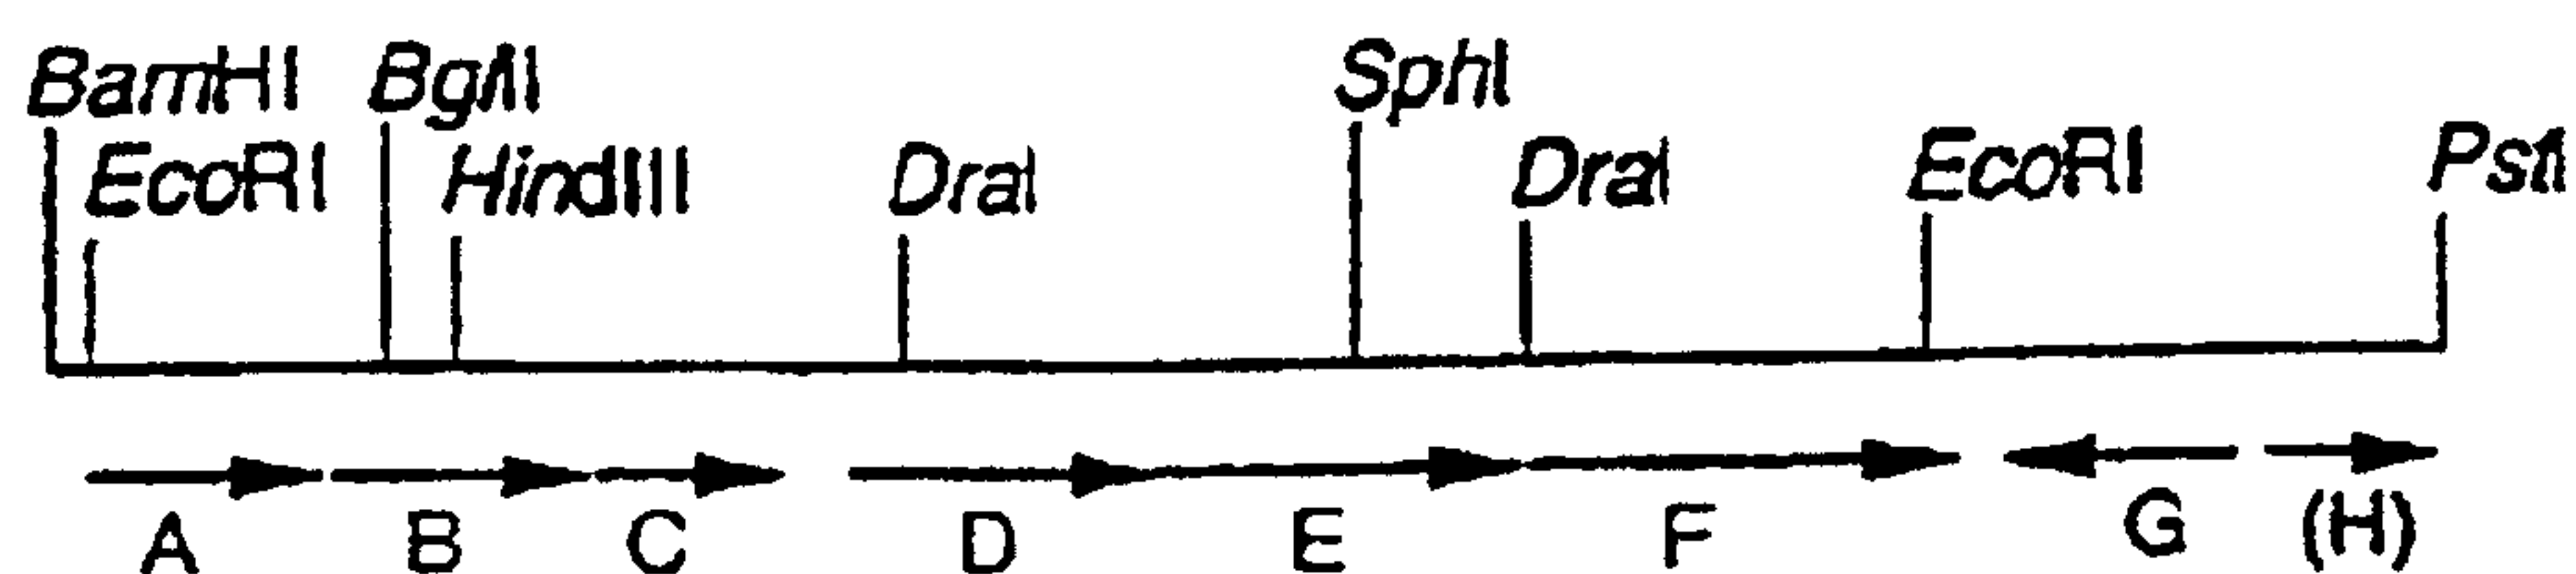 BamHI BglII SphI
EcoRI HindIII DraI DraI EcoRI PstI
A B C D E F G (H)